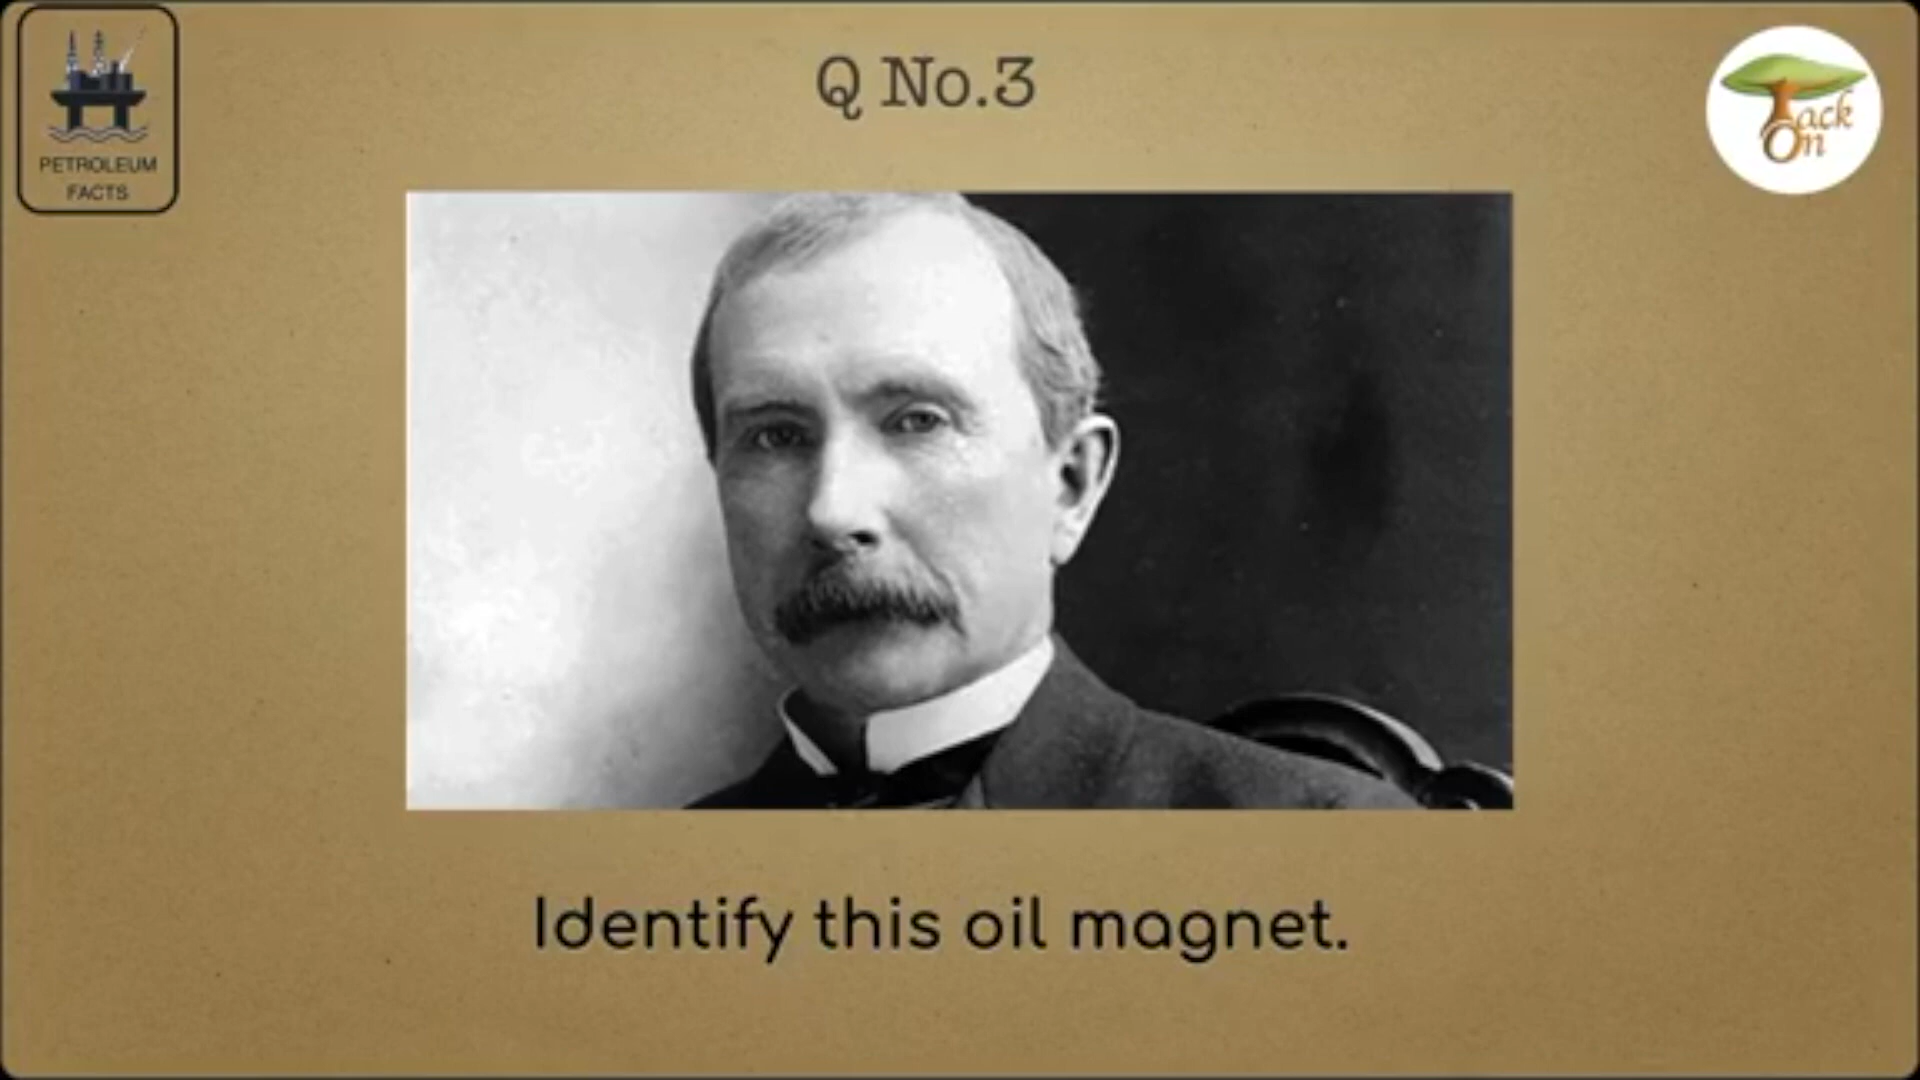 Q No.3
PETROLEUM
FACTS
Tack
On
Identify this oil magnet.